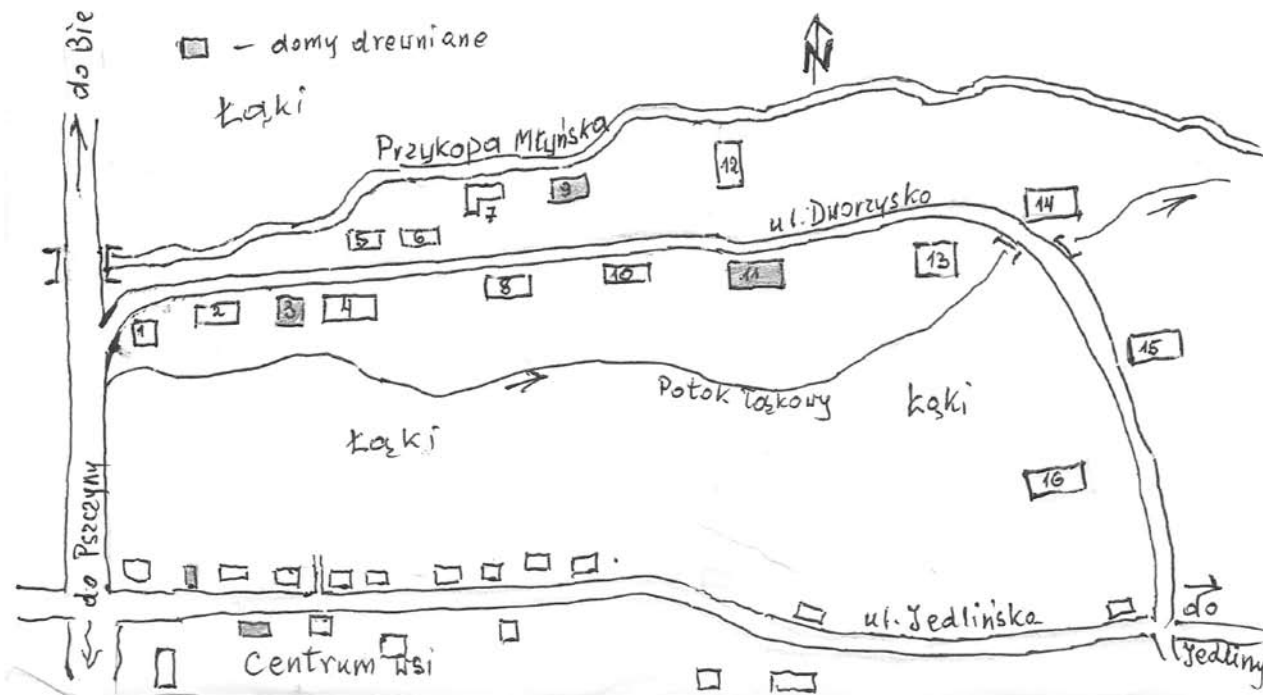 do Bie
- domy drewniane
N
Łąki
Przykopa Młyńska
12
9
7
ul. Dworzysko
14
5
6
13
8
10
11
1
2
3
4
15
Potok Łąkowy
Łąki
Łąki
16
do Pszczyny
ul. Jedlińska
do
Jedliny
Centrum wsi